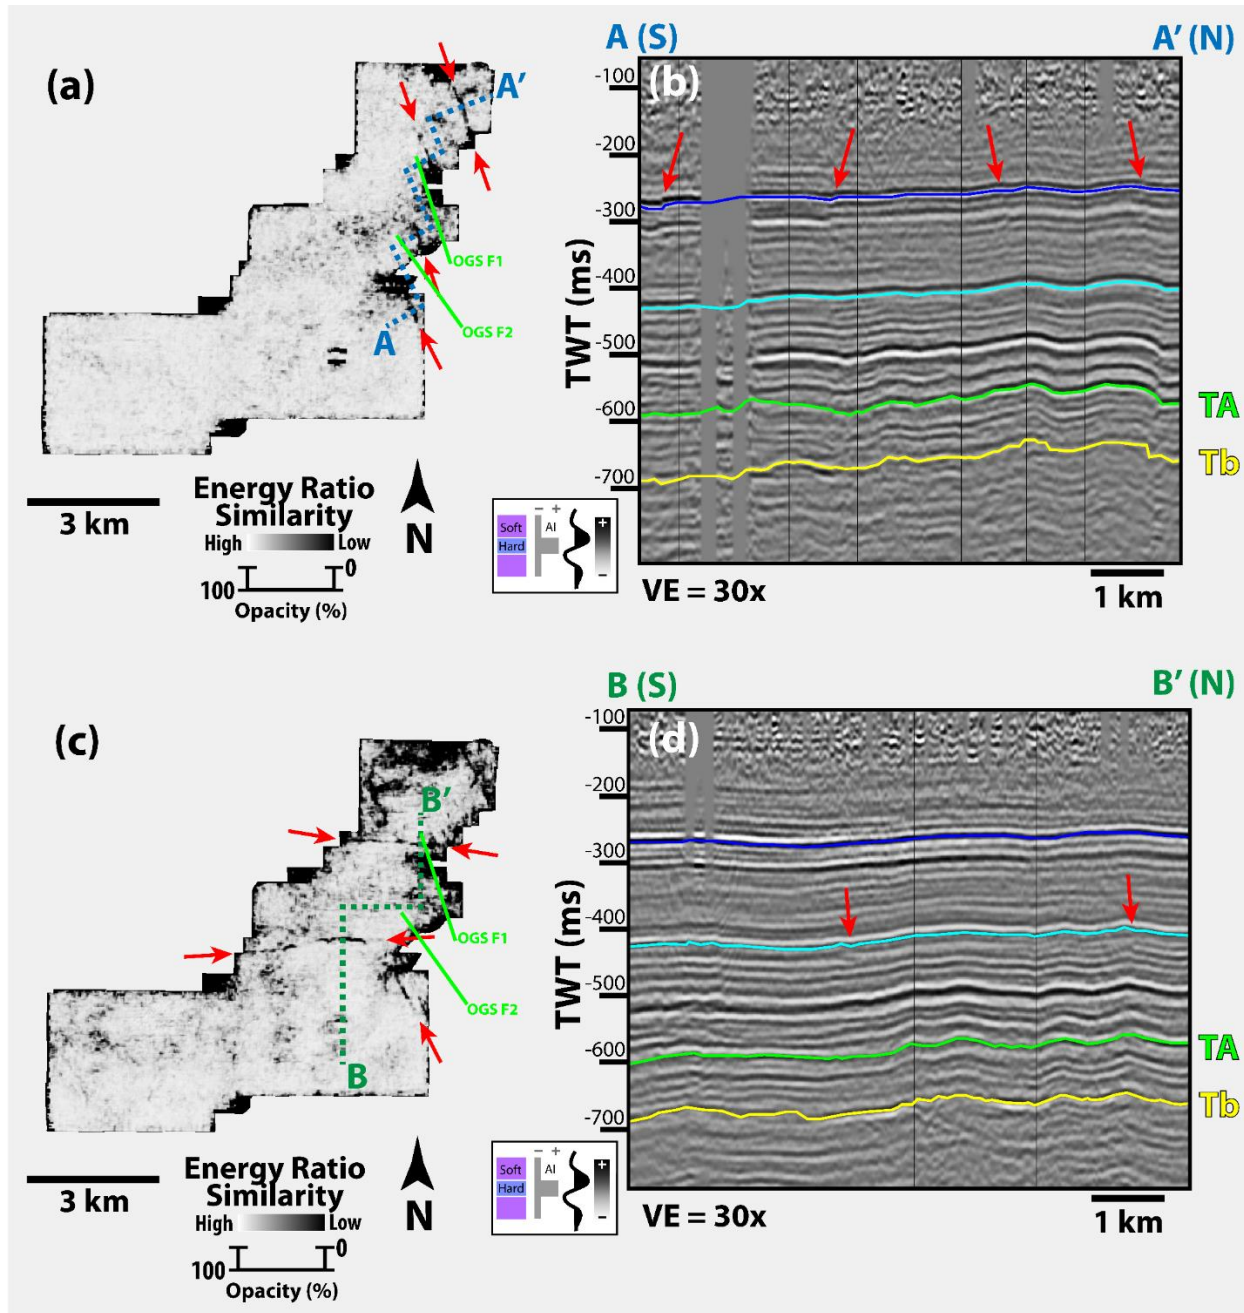 (a)
A'
OGS F1
OGS F2
A
3 km
Energy Ratio
Similarity
High Low
0
100
Opacity (%)
N
A (S) A' (N)
(b)
-100
-200
-300
-400
-500
-600
-700
TWT (ms)
TA
Tb
Soft
Hard
- +
AI
+
-
VE = 30x
1 km
(c)
B'
OGS F1
OGS F2
B
3 km
Energy Ratio
Similarity
High Low
0
100
Opacity (%)
N
B (S) B' (N)
(d)
-100
-200
-300
-400
-500
-600
-700
TWT (ms)
TA
Tb
Soft
Hard
- +
AI
+
-
VE = 30x
1 km